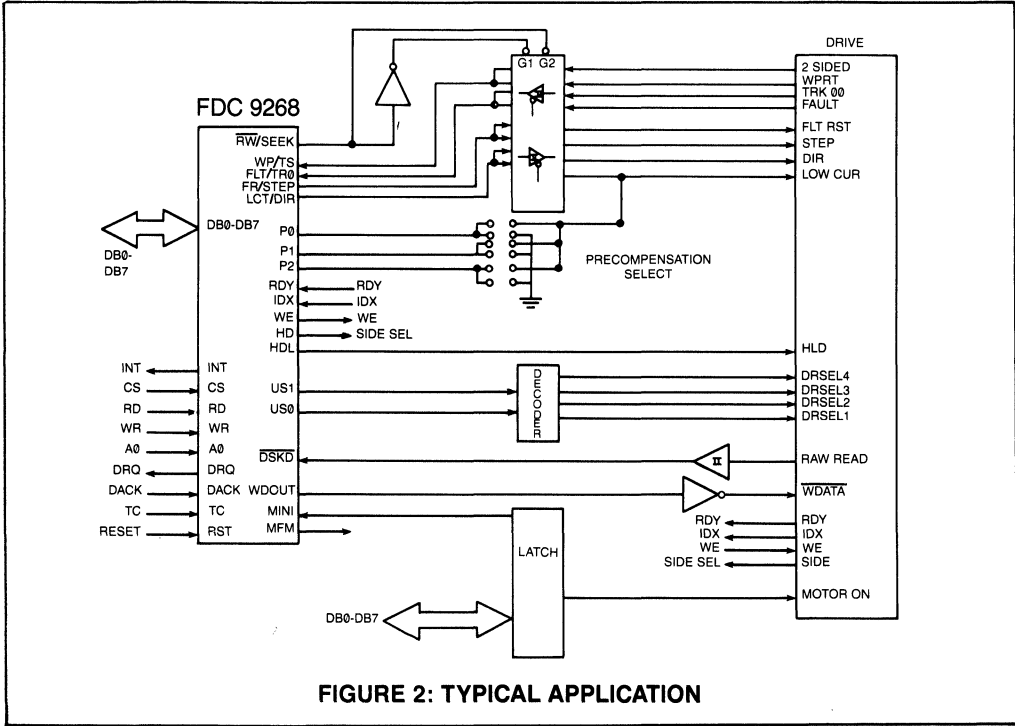 DRIVE
G1 G2
2 SIDED
WPRT
TRK 00
FAULT
FLT RST
STEP
DIR
LOW CUR
FDC 9268
RW/SEEK
WP/TS
FLT/TR0
FR/STEP
LCT/DIR
DB0-DB7
DB0-
DB7
P0
P1
P2
PRECOMPENSATION
SELECT
RDY RDY
IDX IDX
WE WE
HD SIDE SEL
HDL
HLD
INT INT
CS CS
RD RD
WR WR
A0 A0
DRQ DRQ
DACK DACK
TC TC
RESET RST
US1
US0
DECODER
DRSEL4
DRSEL3
DRSEL2
DRSEL1
DSKD
RAW READ
WDOUT
WDATA
MINI
MFM
LATCH
RDY RDY
IDX IDX
WE WE
SIDE SEL SIDE
MOTOR ON
DB0-DB7
FIGURE 2: TYPICAL APPLICATION